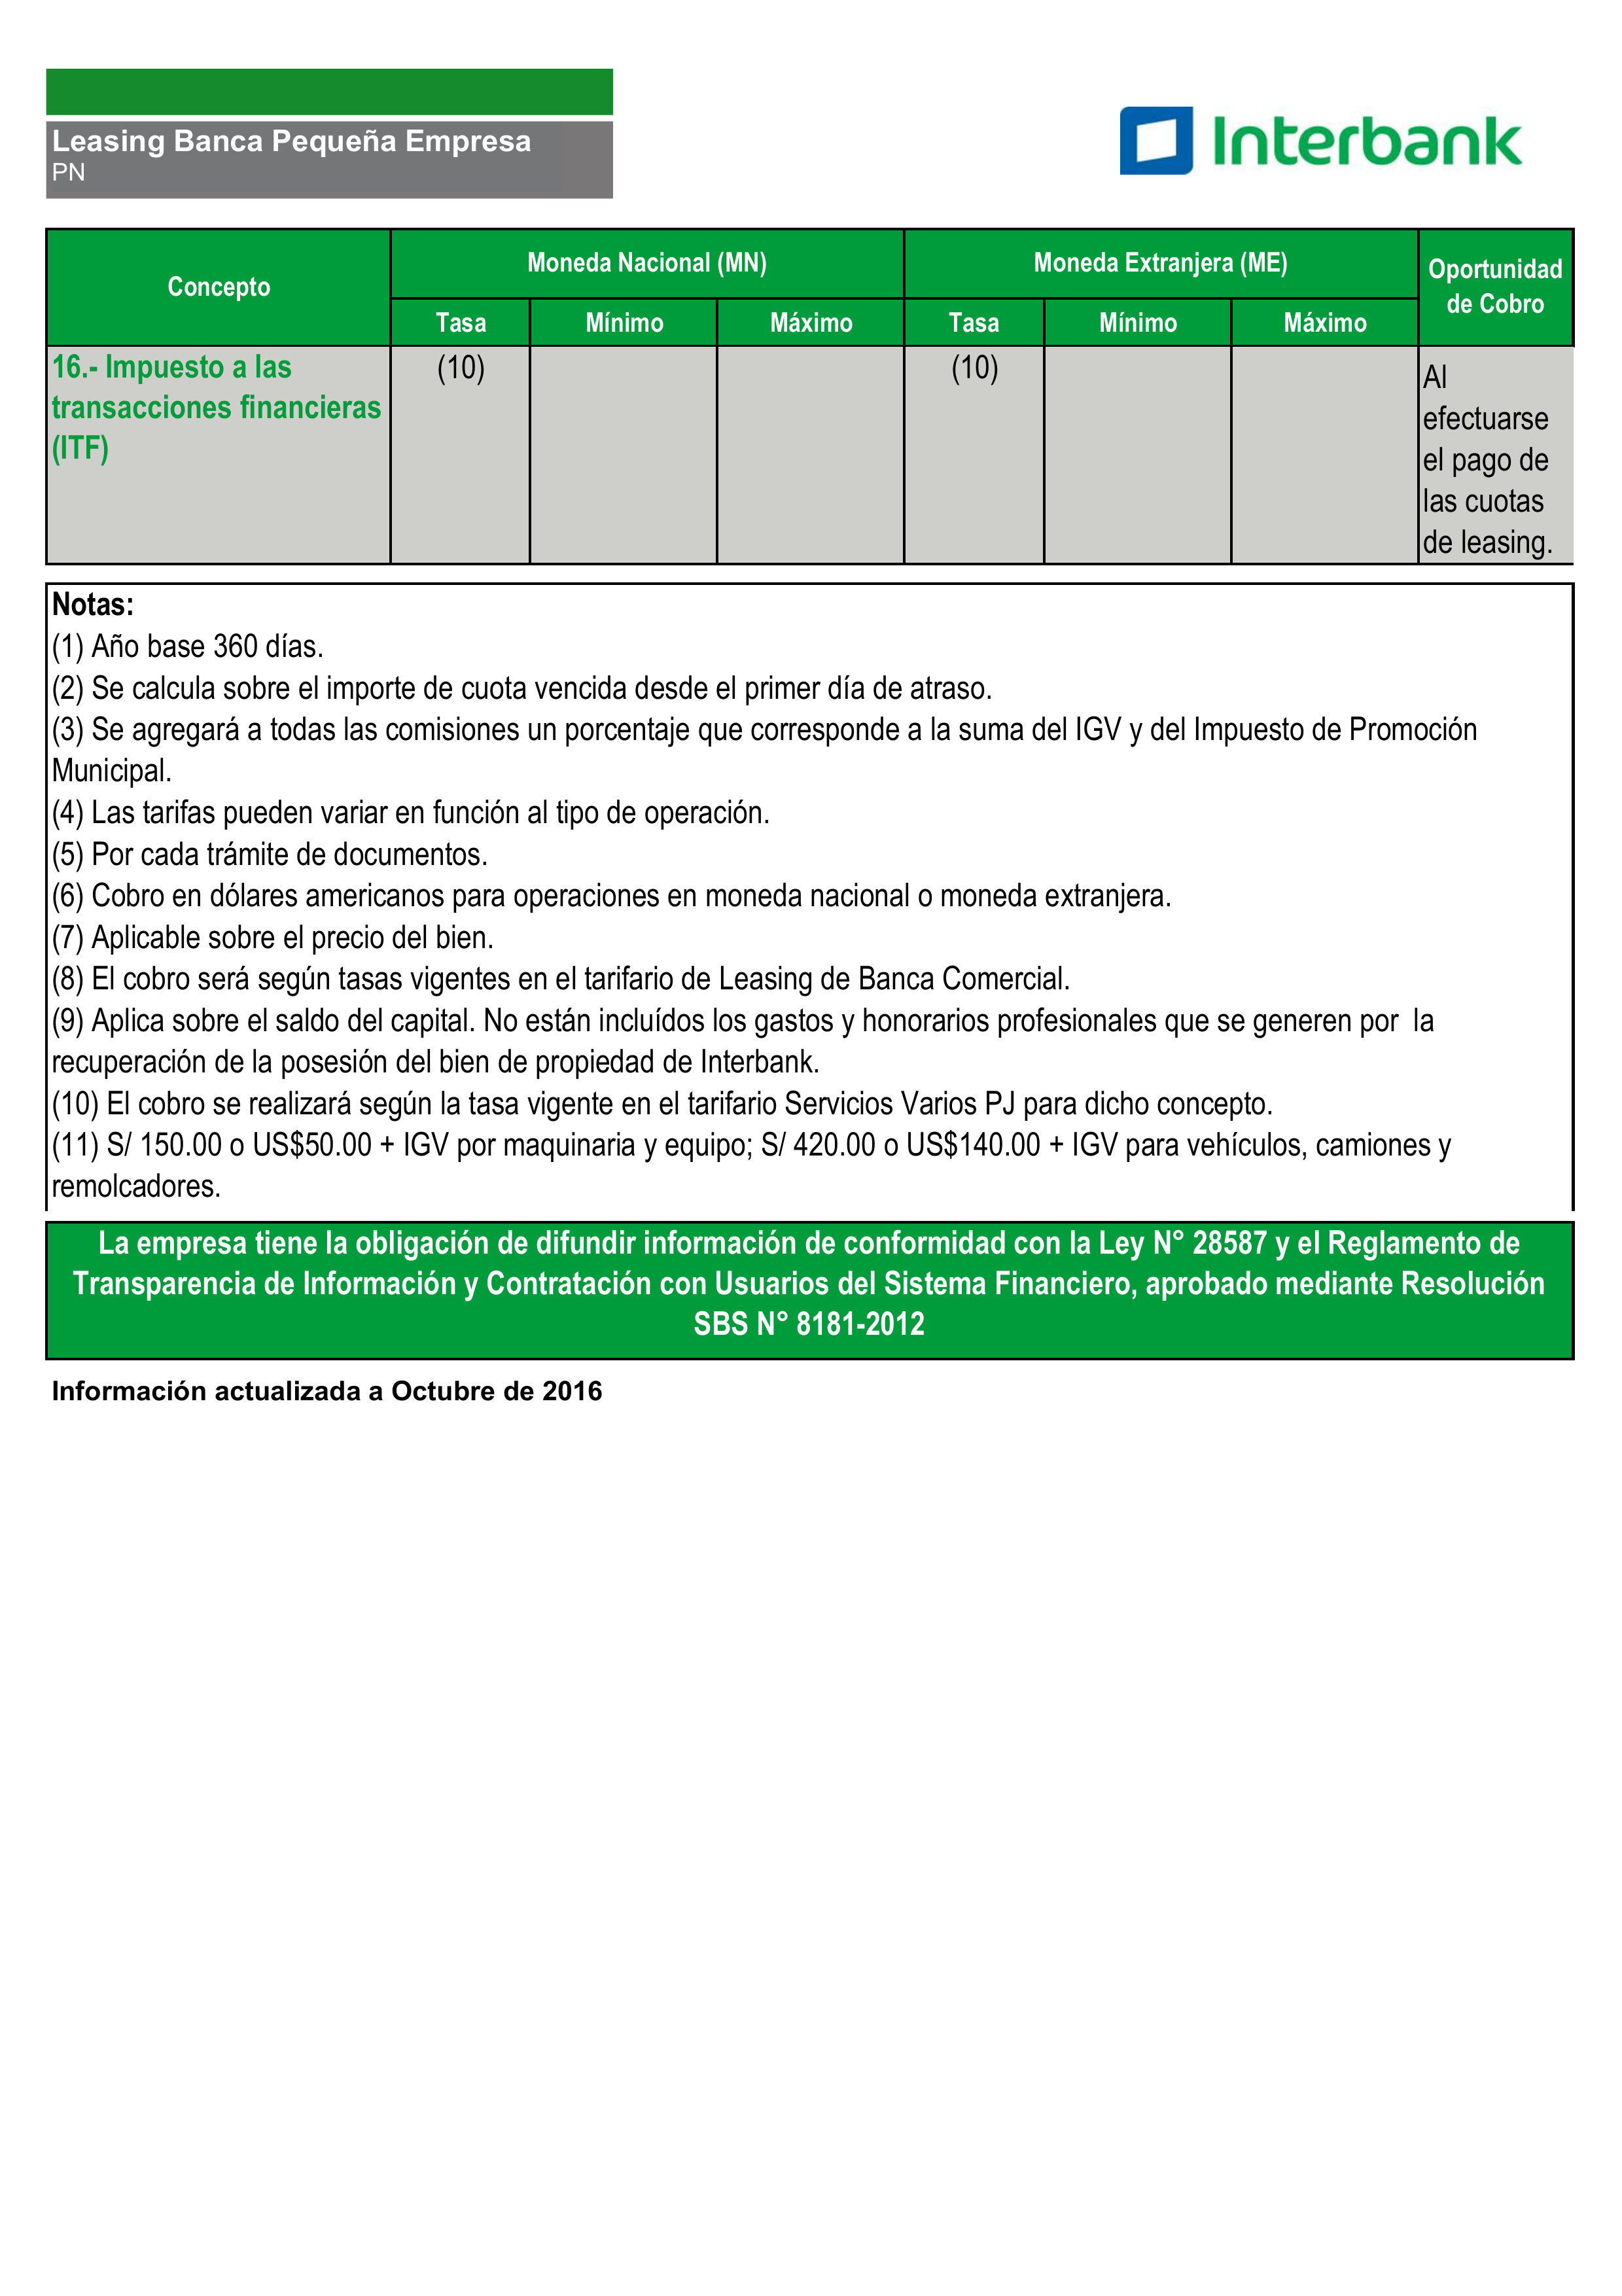 Leasing Banca Pequeña Empresa
PN
Interbank
Concepto
Moneda Nacional (MN)
Moneda Extranjera (ME)
Oportunidad
de Cobro
Tasa
Mínimo
Máximo
Tasa
Mínimo
Máximo
16.- Impuesto a las
transacciones financieras
(ITF)
(10)
(10)
Al
efectuarse
el pago de
las cuotas
de leasing.
Notas:
(1) Año base 360 días.
(2) Se calcula sobre el importe de cuota vencida desde el primer día de atraso.
(3) Se agregará a todas las comisiones un porcentaje que corresponde a la suma del IGV y del Impuesto de Promoción
Municipal.
(4) Las tarifas pueden variar en función al tipo de operación.
(5) Por cada trámite de documentos.
(6) Cobro en dólares americanos para operaciones en moneda nacional o moneda extranjera.
(7) Aplicable sobre el precio del bien.
(8) El cobro será según tasas vigentes en el tarifario de Leasing de Banca Comercial.
(9) Aplica sobre el saldo del capital. No están incluídos los gastos y honorarios profesionales que se generen por la
recuperación de la posesión del bien de propiedad de Interbank.
(10) El cobro se realizará según la tasa vigente en el tarifario Servicios Varios PJ para dicho concepto.
(11) S/ 150.00 o US$50.00 + IGV por maquinaria y equipo; S/ 420.00 o US$140.00 + IGV para vehículos, camiones y
remolcadores.
La empresa tiene la obligación de difundir información de conformidad con la Ley N° 28587 y el Reglamento de
Transparencia de Información y Contratación con Usuarios del Sistema Financiero, aprobado mediante Resolución
SBS N° 8181-2012
Información actualizada a Octubre de 2016